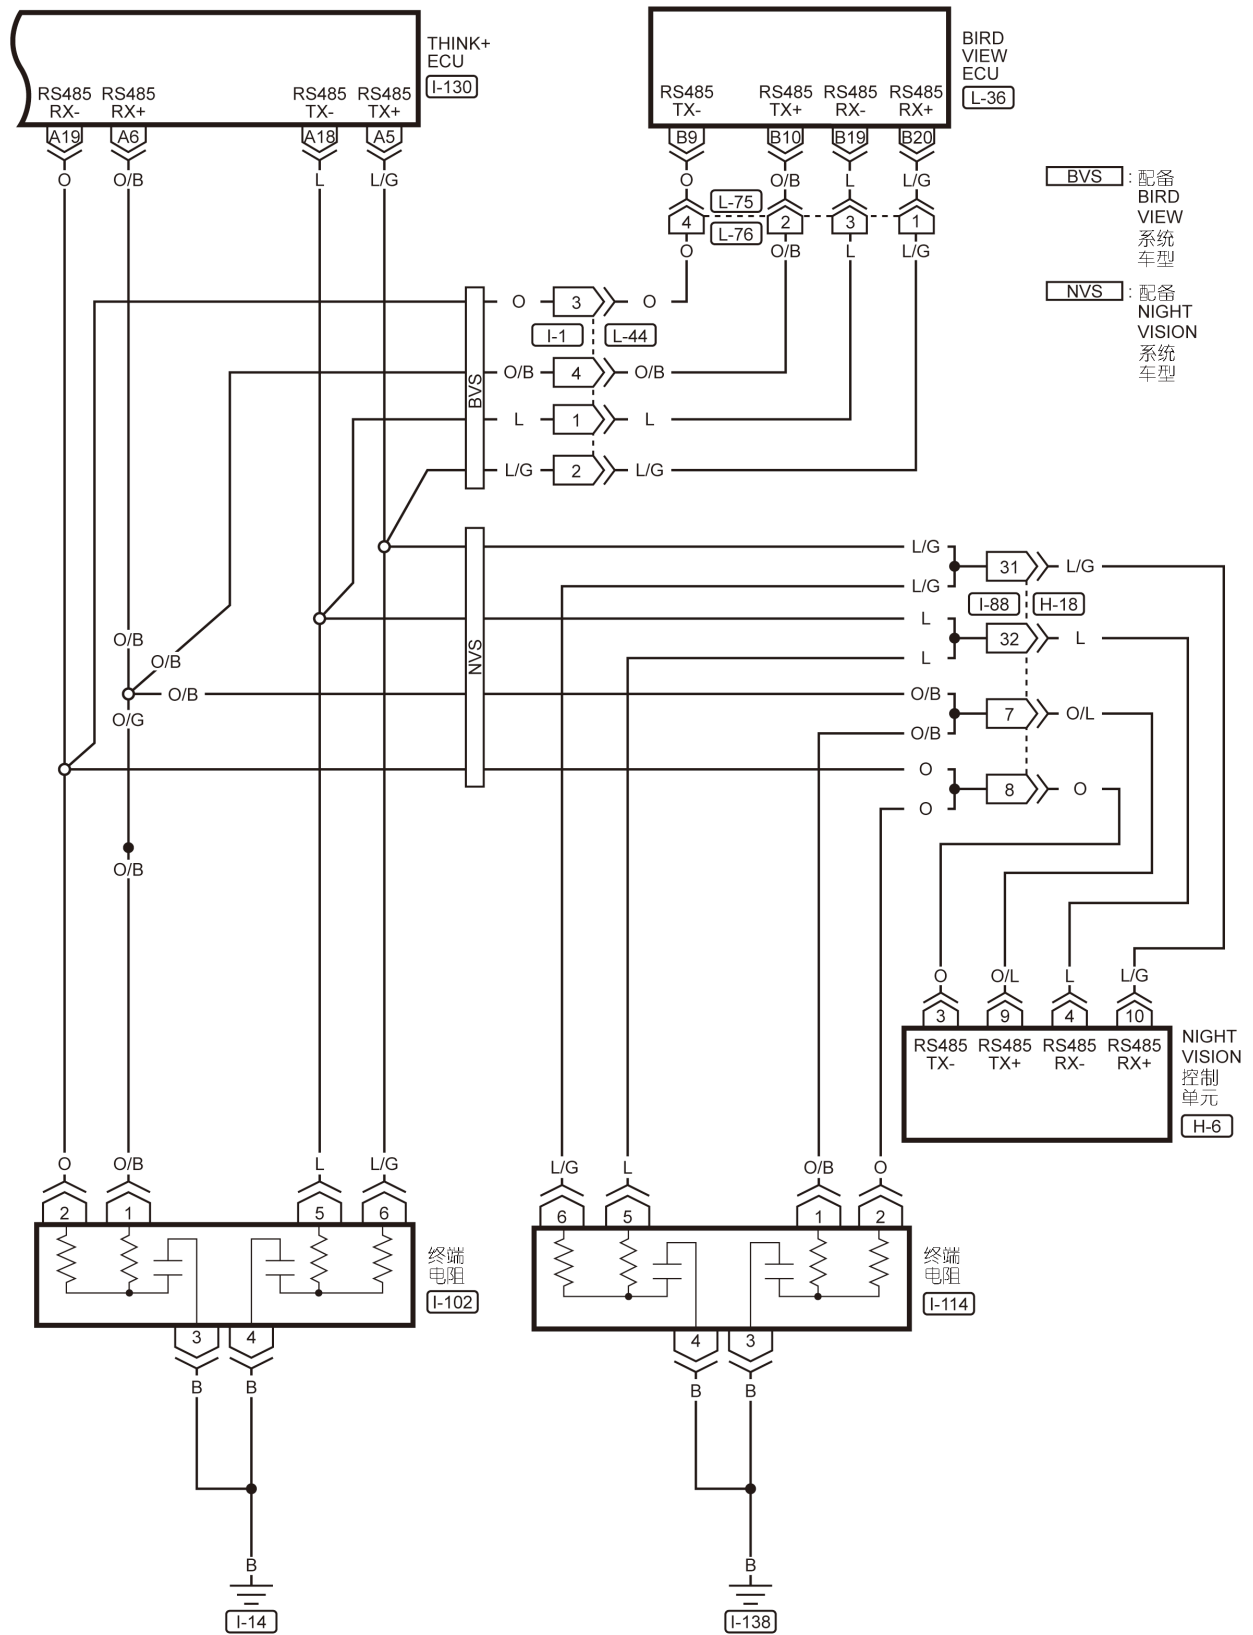 THINK+
ECU
I-130
RS485 RS485 RS485 RS485
RX- RX+ TX- TX+
A19 A6 A18 A5
O O/B L L/G
BIRD
VIEW
ECU
L-36
RS485 RS485 RS485 RS485
TX- TX+ RX- RX+
B9 B10 B19 B20
O O/B L L/G
L-75
4 2 3 1
L-76
O O/B L L/G
BVS : 配备
BIRD
VIEW
系统
车型
NVS : 配备
NIGHT
VISION
系统
车型
O 3 O
I-1 L-44
O/B 4 O/B
BVS
L 1 L
L/G 2 L/G
L/G
31 L/G
L/G
I-88 H-18
L
32 L
L
NVS
O/B
O/B
O/B O/B
7 O/L
O/G
O/B
O
8 O
O
O/B
O O/L L L/G
3 9 4 10
RS485 RS485 RS485 RS485
TX- TX+ RX- RX+
NIGHT
VISION
控制
单元
H-6
O O/B L L/G
2 1 5 6
终端
电阻
I-102
3 4
B B
B
I-14
L/G L O/B O
6 5 1 2
终端
电阻
I-114
4 3
B B
B
I-138